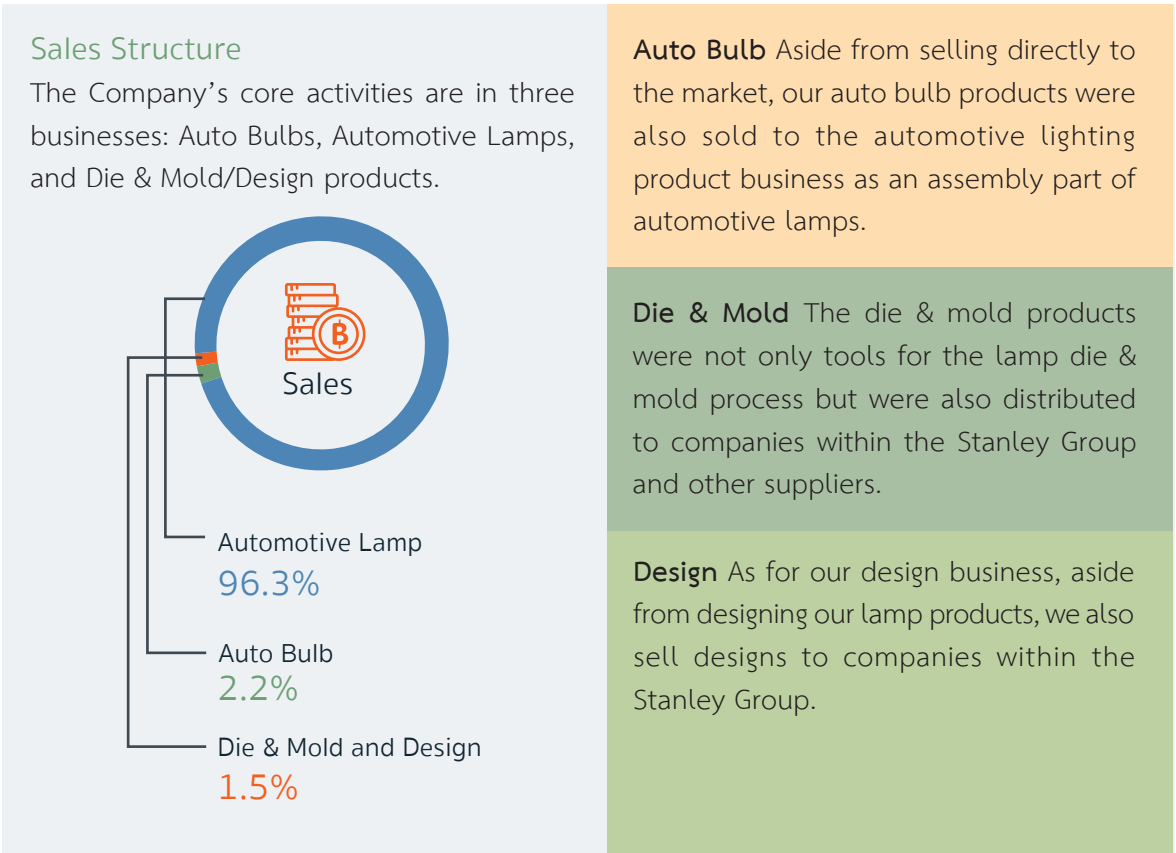 Sales Structure
The Company's core activities are in three
businesses: Auto Bulbs, Automotive Lamps,
and Die & Mold/Design products.
฿
Sales
Automotive Lamp
96.3%
Auto Bulb
2.2%
Die & Mold and Design
1.5%
Auto Bulb Aside from selling directly to
the market, our auto bulb products were
also sold to the automotive lighting
product business as an assembly part of
automotive lamps.
Die & Mold The die & mold products
were not only tools for the lamp die &
mold process but were also distributed
to companies within the Stanley Group
and other suppliers.
Design As for our design business, aside
from designing our lamp products, we also
sell designs to companies within the
Stanley Group.